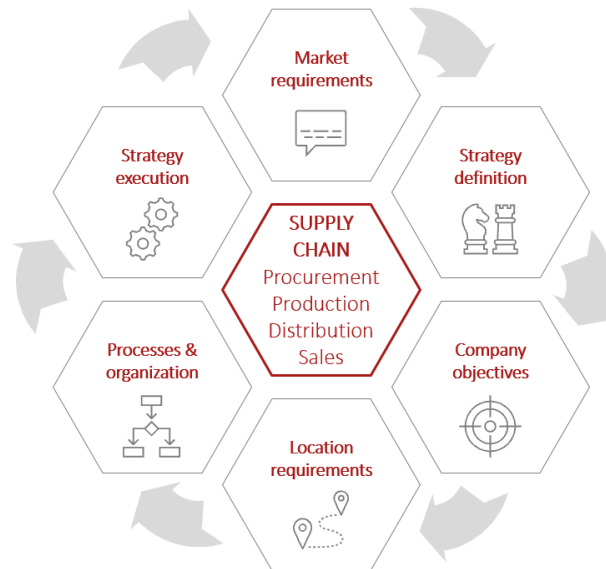 Market
requirements
Strategy
execution
Strategy
definition
SUPPLY
CHAIN
Procurement
Production
Distribution
Sales
Processes &
organization
Company
objectives
Location
requirements